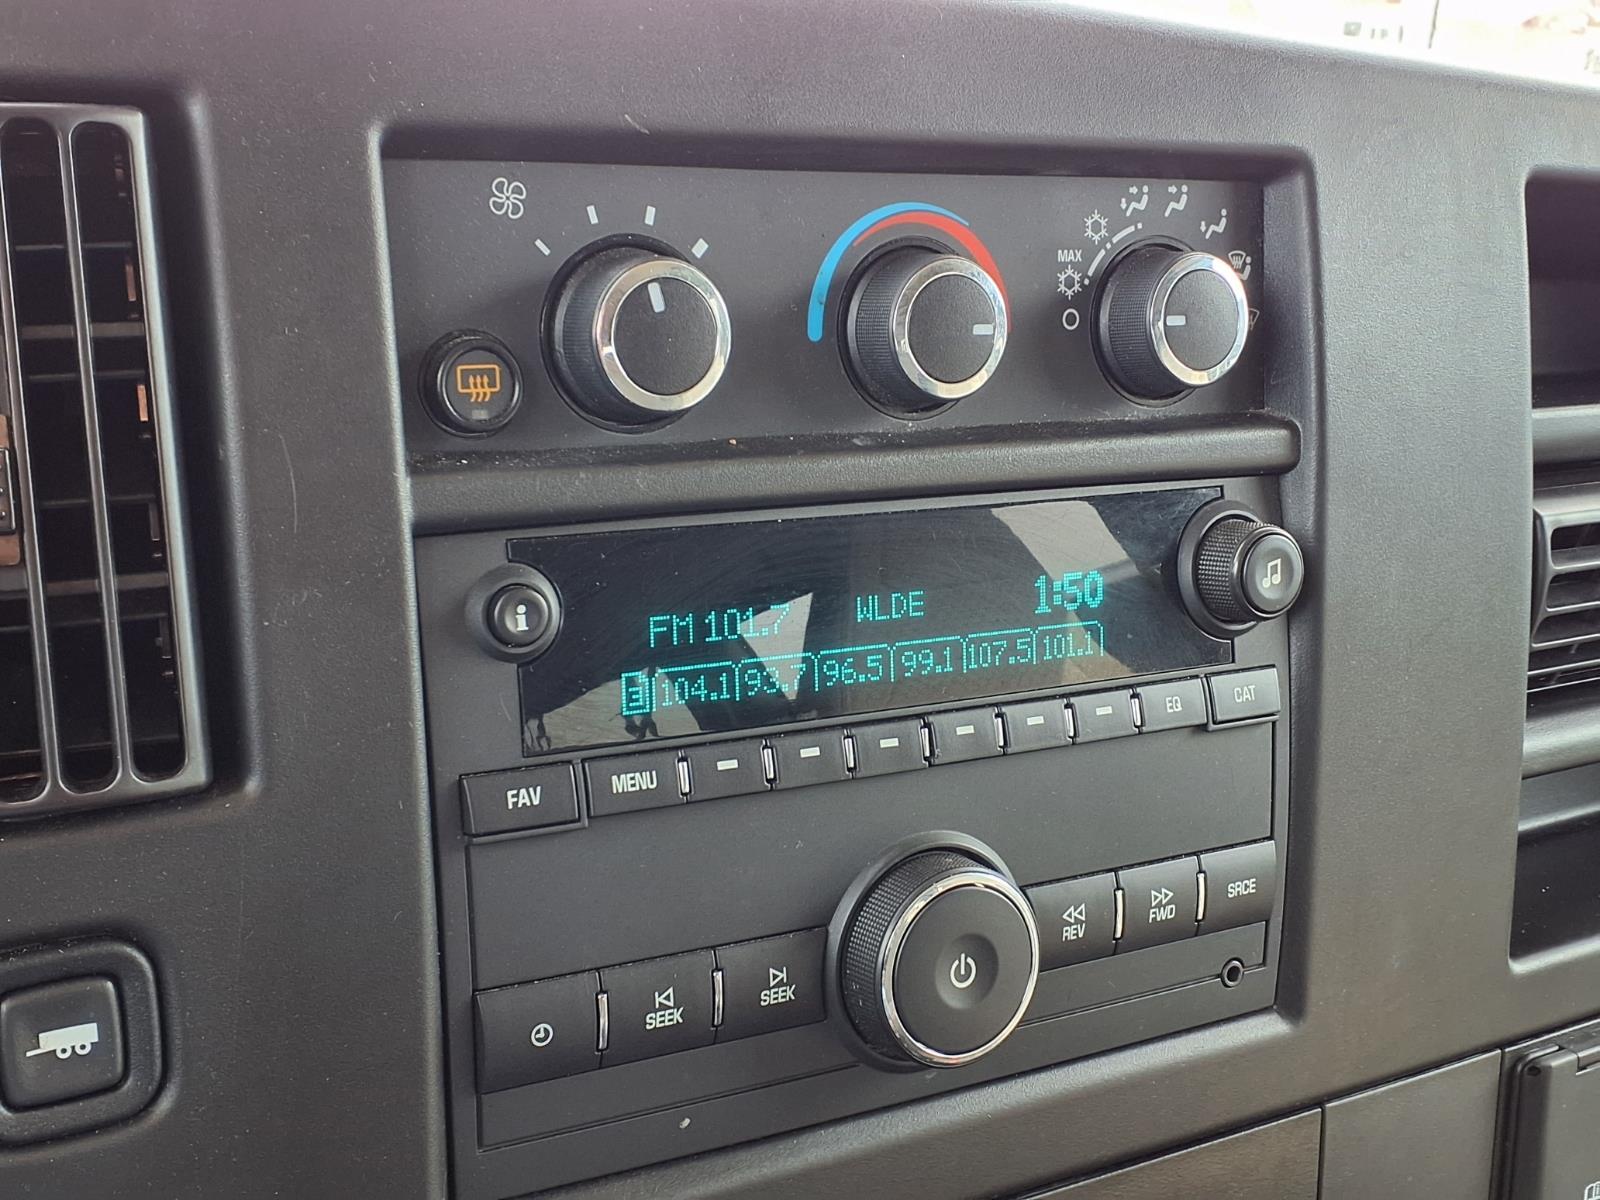 MAX
i
FM 101.7 WLDE 1:50
3 104.1 93.7 96.5 99.1 107.5 101.1
FAV MENU EQ CAT
SEEK SEEK REV FWD SRCE